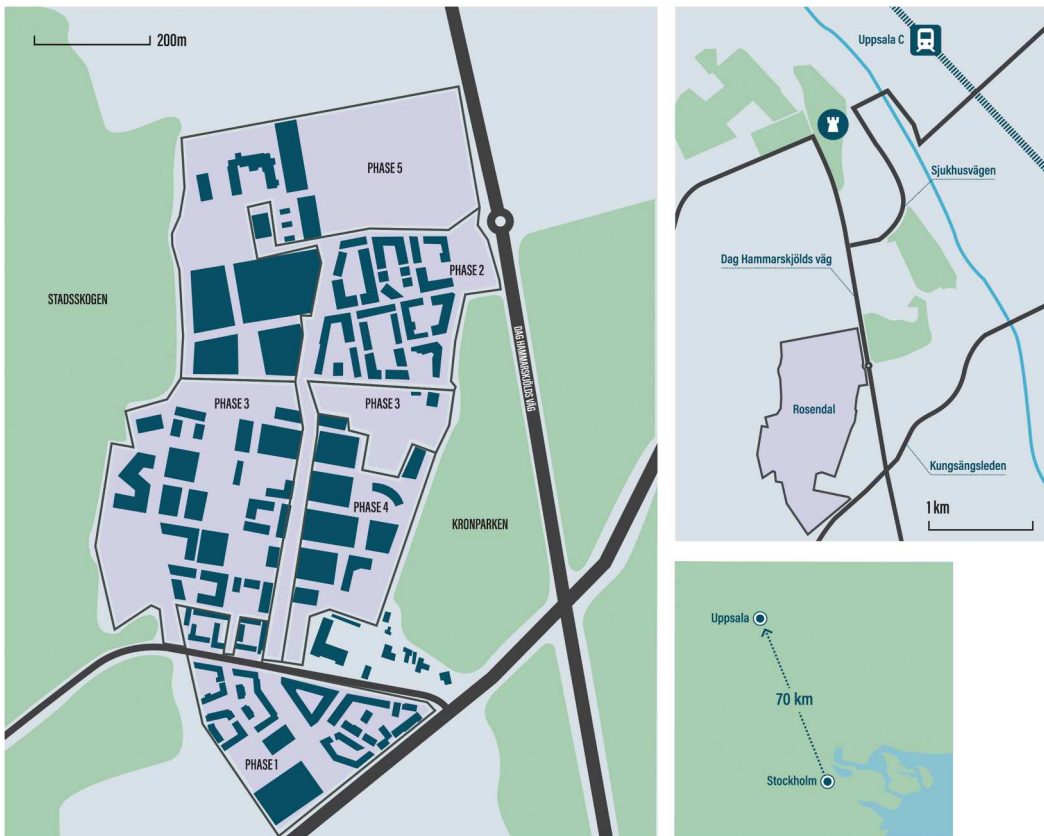 200m
PHASE 5
PHASE 2
STADSSKOGEN
DAG HAMMARSKJÖLDS VÄG
PHASE 3
PHASE 3
PHASE 4
KRONPARKEN
PHASE 1
Uppsala C
Sjukhusvägen
Dag Hammarskjölds väg
Rosendal
Kungsängsleden
1 km
Uppsala
70 km
Stockholm